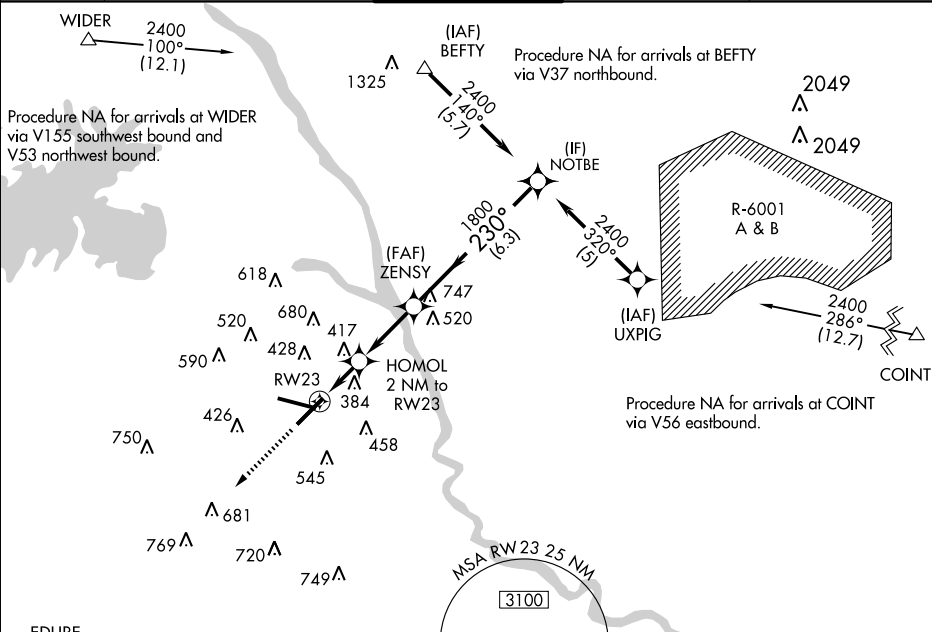 WIDER
2400
100°
(12.1)
(IAF)
BEFTY
Procedure NA for arrivals at BEFTY
via V37 northbound.
1325
2400
140°
(5.7)
2049
2049
Procedure NA for arrivals at WIDER
via V155 southwest bound and
V53 northwest bound.
(IF)
NOTBE
R-6001
A & B
1800
230°
(6.3)
2400
320°
(5)
(FAF)
ZENSY
618
747
520
(IAF)
UXPIG
2400
286°
(12.7)
COINT
680
520
417
428
590
HOMOL
2 NM to
RW23
RW23
384
Procedure NA for arrivals at COINT
via V56 eastbound.
426
458
750
545
681
769
720
749
MSA RW23 25 NM
3100